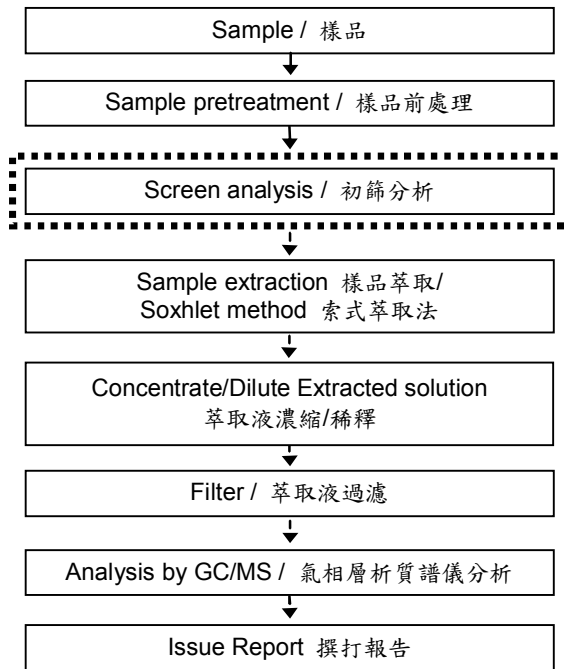 Sample / 樣品
Sample pretreatment / 樣品前處理
Screen analysis / 初篩分析
Sample extraction 樣品萃取/
Soxhlet method 索式萃取法
Concentrate/Dilute Extracted solution
萃取液濃縮/稀釋
Filter / 萃取液過濾
Analysis by GC/MS / 氣相層析質譜儀分析
Issue Report 撰打報告